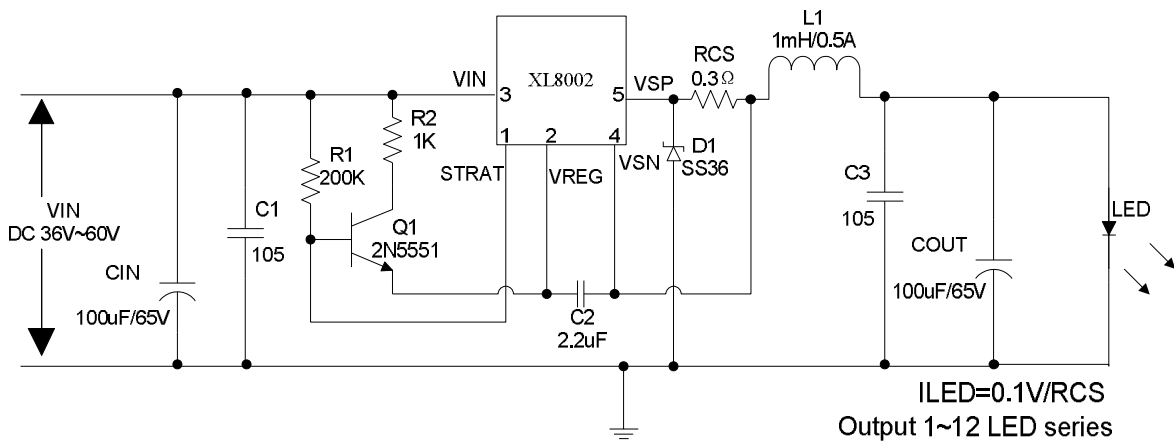 L1
1mH/0.5A
RCS
0.3Ω
VIN
3
XL8002
5
VSP
R2
1K
1
2
4
STRAT
VREG
VSN
D1
SS36
R1
200K
Q1
2N5551
C1
105
VIN
DC 36V~60V
CIN
100uF/65V
C2
2.2uF
C3
105
COUT
100uF/65V
LED
ILED=0.1V/RCS
Output 1~12 LED series